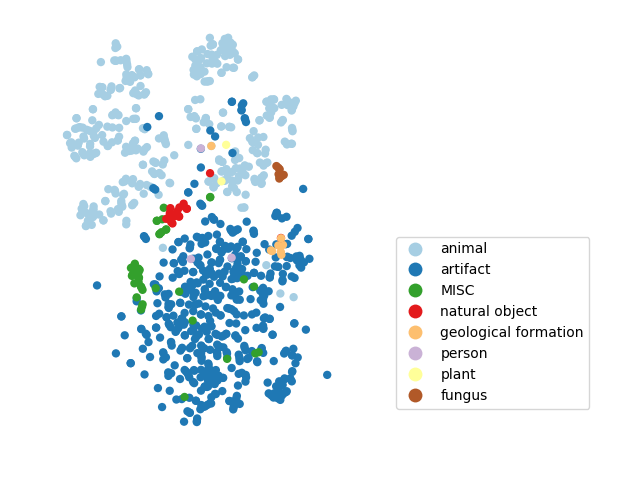 animal
artifact
MISC
natural object
geological formation
person
plant
fungus